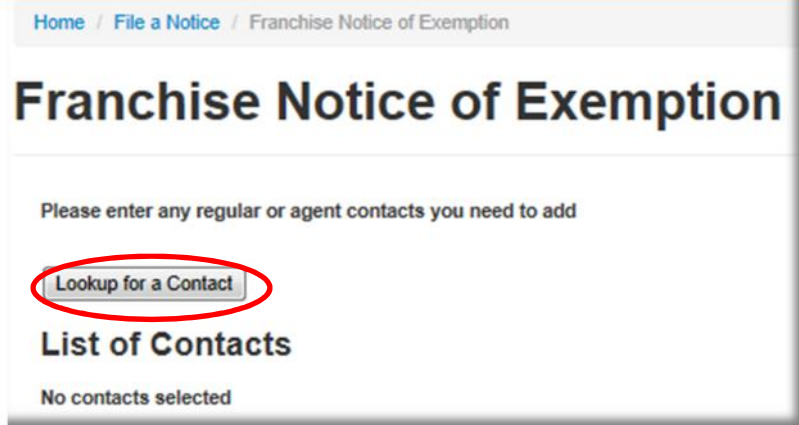 Home / File a Notice / Franchise Notice of Exemption
Franchise Notice of Exemption
Please enter any regular or agent contacts you need to add
Lookup for a Contact
List of Contacts
No contacts selected